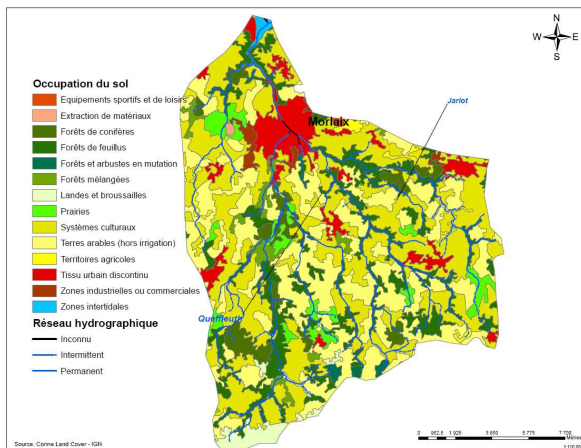 N
W E
S
Occupation du sol
Equipements sportifs et de loisirs
Extraction de matériaux
Forêts de conifères
Forêts de feuillus
Forêts et arbustes en mutation
Forêts mélangées
Landes et broussailles
Prairies
Systèmes culturaux
Terres arables (hors irrigation)
Territoires agricoles
Tissu urbain discontinu
Zones industrielles ou commerciales
Zones intertidales
Réseau hydrographique
Inconnu
Intermittent
Permanent
Jarlot
Morlaix
Queffleuth
0 962,5 1 925 3 850 5 775 7 700
Source: Corine Land Cover - IGN